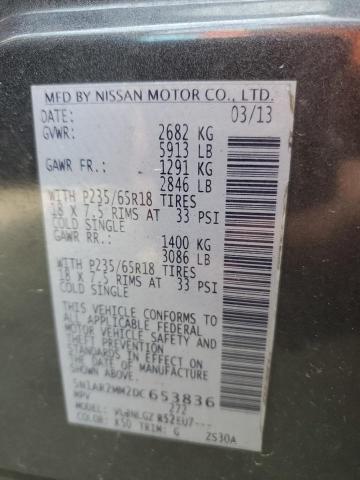 MFD BY NISSAN MOTOR CO., LTD.
DATE: 03/13
GVWR: 2682 KG
5913 LB
GAWR FR.: 1291 KG
2846 LB
WITH P235/65R18 TIRES
18 X 7.5 RIMS AT 33 PSI
COLD SINGLE
GAWR RR.: 1400 KG
3086 LB
WITH P235/65R18 TIRES
18 X 7.5 RIMS AT 33 PSI
COLD SINGLE
THIS VEHICLE CONFORMS TO
ALL APPLICABLE FEDERAL
MOTOR VEHICLE SAFETY AND
THEFT PREVENTION
STANDARDS IN EFFECT ON
THE DATE OF MANUFACTURE
SHOWN ABOVE.
5N1AR2MM2DC653836
MPV 272
MODEL:
COLOR: K50 TRIM: G ZS30A